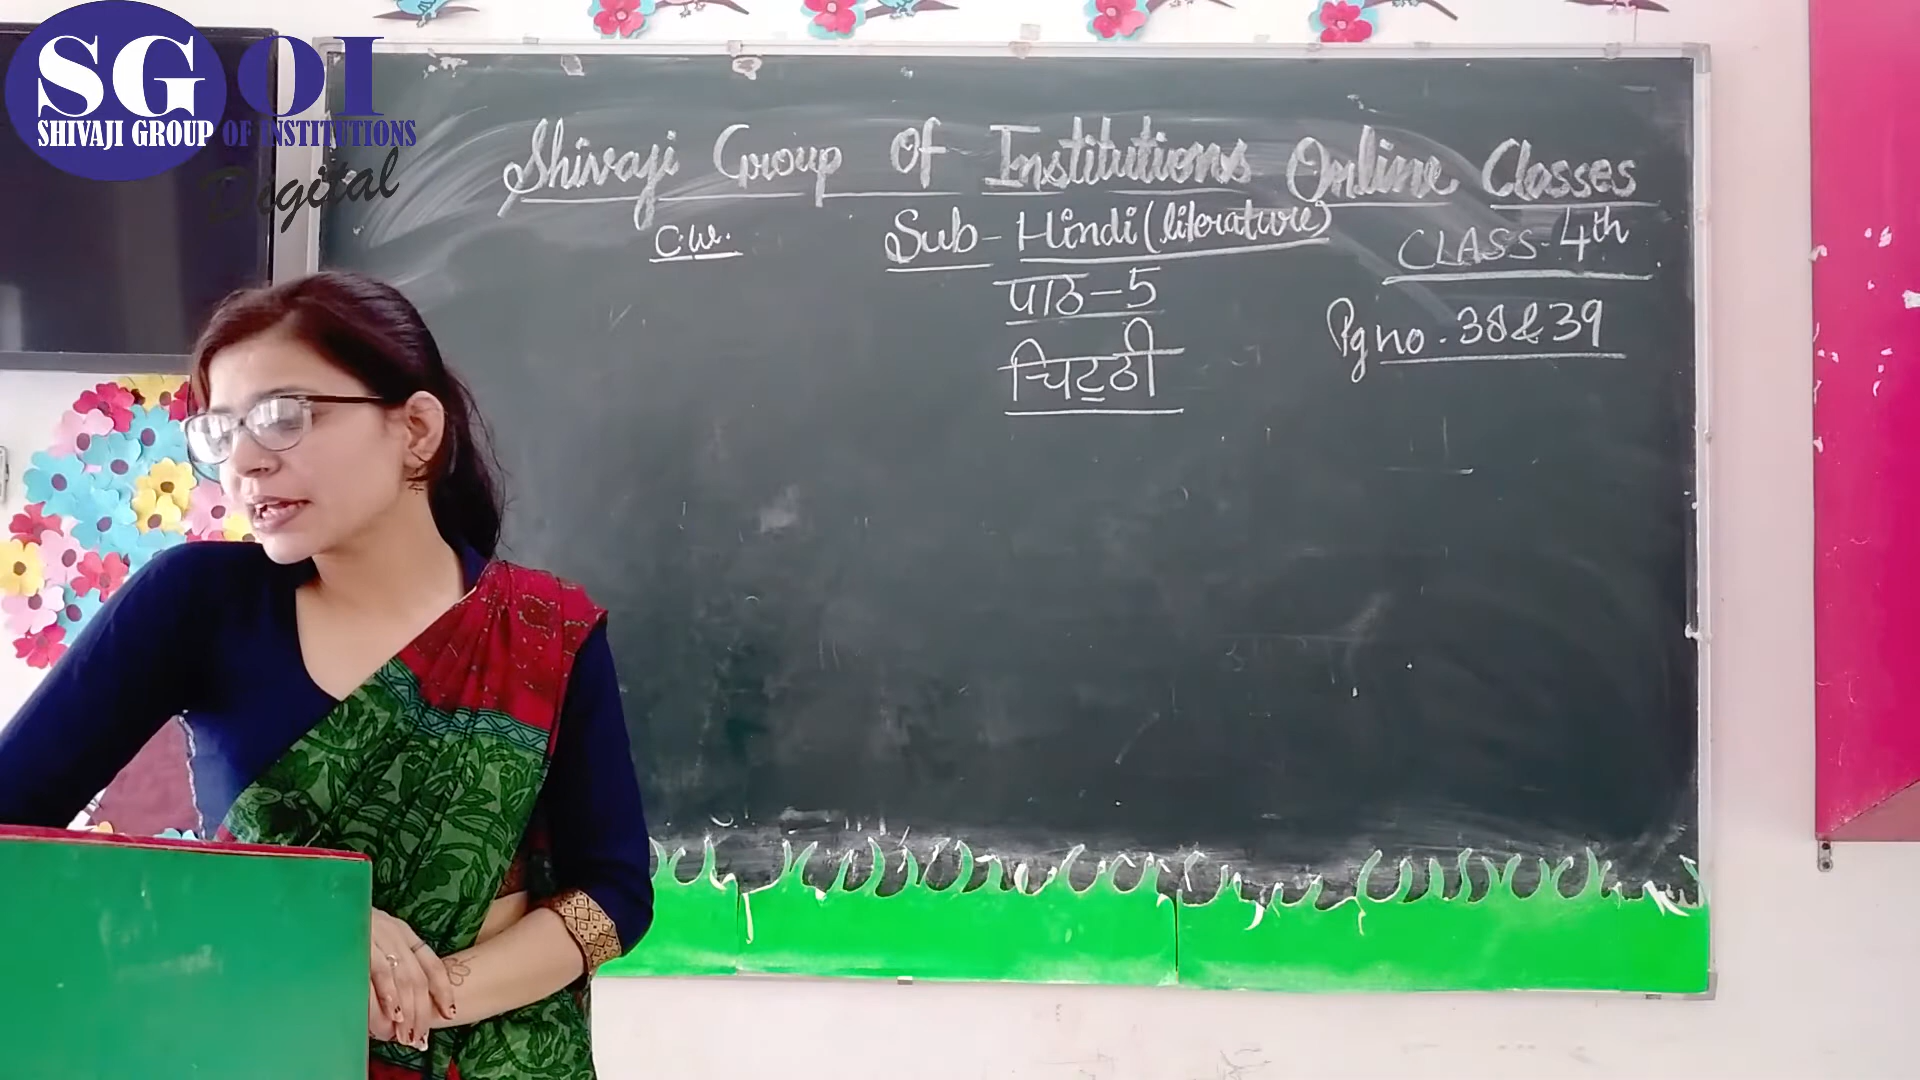 SGOI
SHIVAJI GROUP OF INSTITUTIONS
Digital
Shivaji Group Of Institutions Online Classes
C.W. Sub - Hindi (literature) CLASS - 4th
पाठ-5
Pg no. 38 & 39
चिट्ठी